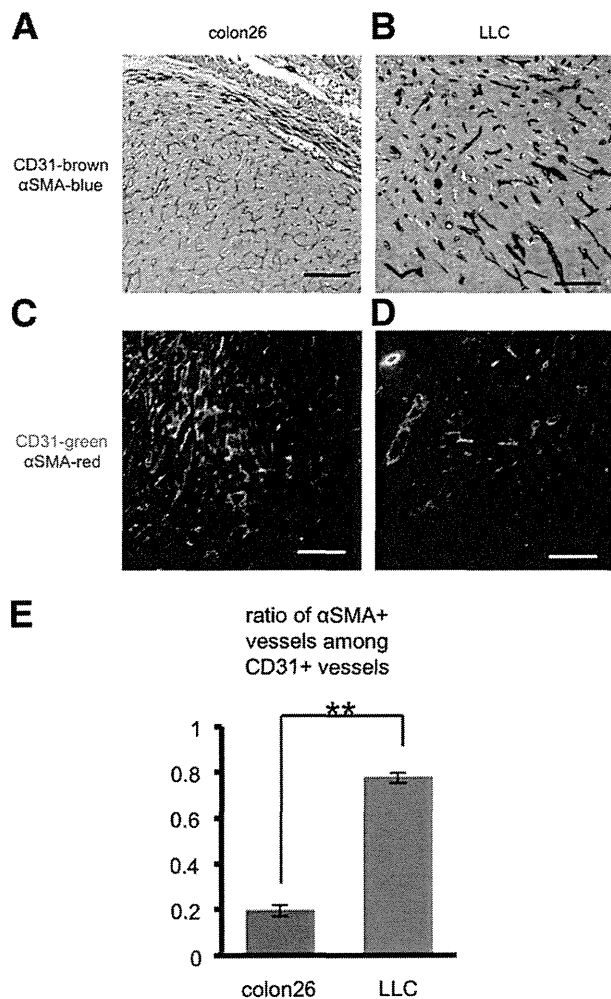 A
colon26
B
LLC
CD31-brown
αSMA-blue
C
D
CD31-green
αSMA-red
E
ratio of αSMA+
vessels among
CD31+ vessels
**
1
0.8
0.6
0.4
0.2
0
colon26
LLC